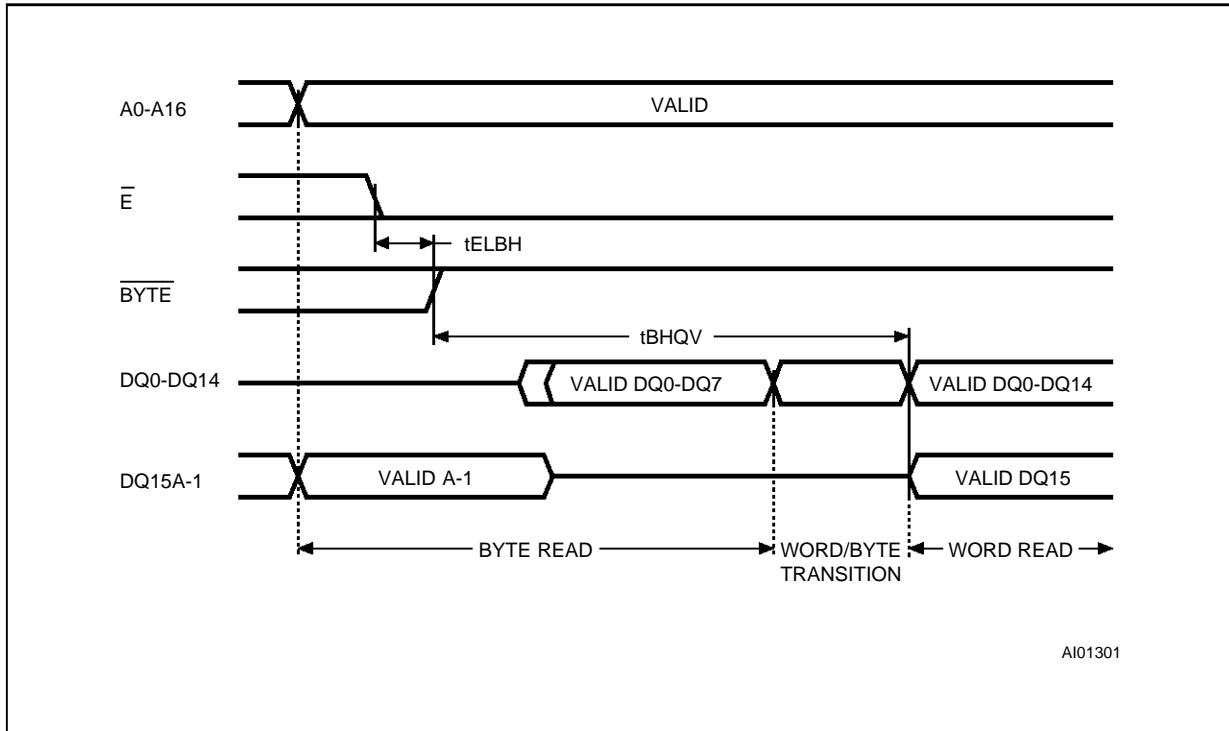 A0-A16
VALID
E
tELBH
BYTE
tBHQV
DQ0-DQ14
VALID DQ0-DQ7
VALID DQ0-DQ14
DQ15A-1
VALID A-1
VALID DQ15
BYTE READ
WORD/BYTE
TRANSITION
WORD READ
AI01301